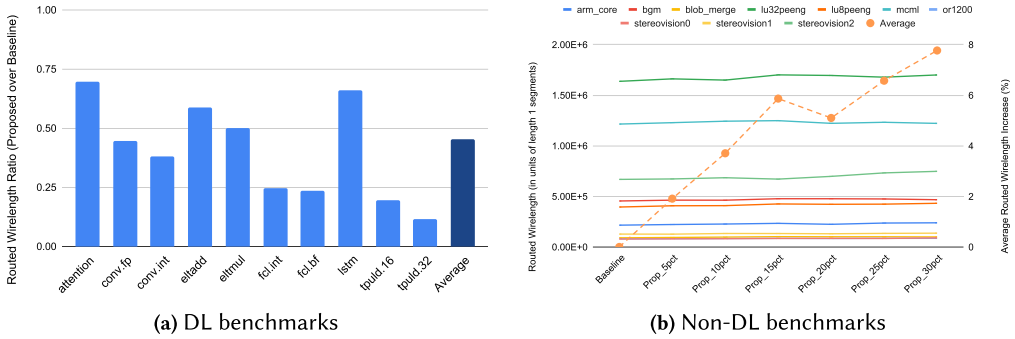 Routed Wirelength Ratio (Proposed over Baseline)
1.00
0.75
0.50
0.25
0.00
attention
conv.fp
conv.int
eltadd
eltmul
fcl.int
fcl.bf
lstm
tpuld.16
tpuld.32
Average
(a) DL benchmarks
arm_core bgm blob_merge lu32peeng lu8peeng mcml or1200
stereovision0 stereovision1 stereovision2 Average
Routed Wirelength (in units of length 1 segments)
2.00E+6
1.50E+6
1.00E+6
5.00E+5
0.00E+0
8
6
4
2
0
Average Routed Wirelength Increase (%)
Baseline
Prop_5pct
Prop_10pct
Prop_15pct
Prop_20pct
Prop_25pct
Prop_30pct
(b) Non-DL benchmarks